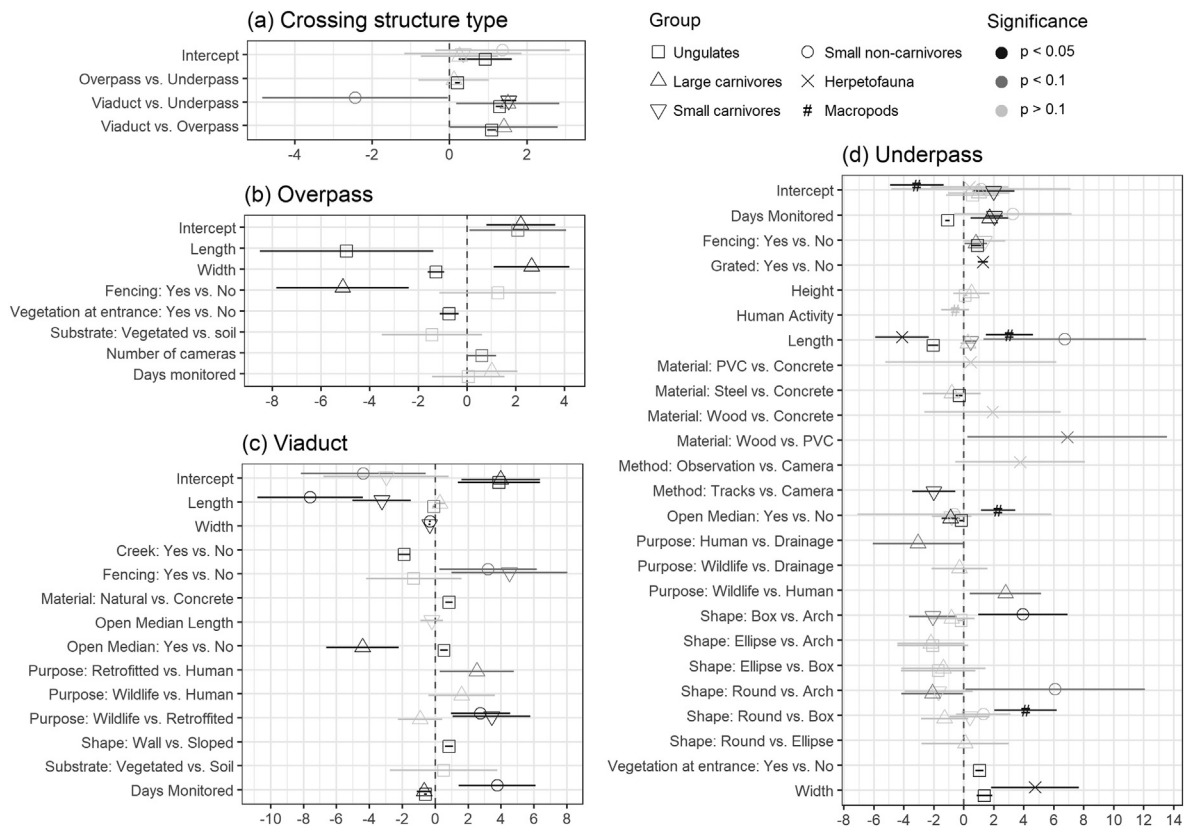 (a) Crossing structure type
Intercept
Overpass vs. Underpass
Viaduct vs. Underpass
Viaduct vs. Overpass
-4 -2 0 2
Group
Ungulates
Large carnivores
Small carnivores
Small non-carnivores
Herpetofauna
# Macropods
Significance
p < 0.05
p < 0.1
p > 0.1
(b) Overpass
Intercept
Length
Width
Fencing: Yes vs. No
Vegetation at entrance: Yes vs. No
Substrate: Vegetated vs. soil
Number of cameras
Days monitored
-8 -6 -4 -2 0 2 4
(c) Viaduct
Intercept
Length
Width
Creek: Yes vs. No
Fencing: Yes vs. No
Material: Natural vs. Concrete
Open Median Length
Open Median: Yes vs. No
Purpose: Retrofitted vs. Human
Purpose: Wildlife vs. Human
Purpose: Wildlife vs. Retroffited
Shape: Wall vs. Sloped
Substrate: Vegetated vs. Soil
Days Monitored
-10 -8 -6 -4 -2 0 2 4 6 8
(d) Underpass
Intercept
Days Monitored
Fencing: Yes vs. No
Grated: Yes vs. No
Height
Human Activity
Length
Material: PVC vs. Concrete
Material: Steel vs. Concrete
Material: Wood vs. Concrete
Material: Wood vs. PVC
Method: Observation vs. Camera
Method: Tracks vs. Camera
Open Median: Yes vs. No
Purpose: Human vs. Drainage
Purpose: Wildlife vs. Drainage
Purpose: Wildlife vs. Human
Shape: Box vs. Arch
Shape: Ellipse vs. Arch
Shape: Ellipse vs. Box
Shape: Round vs. Arch
Shape: Round vs. Box
Shape: Round vs. Ellipse
Vegetation at entrance: Yes vs. No
Width
-8 -6 -4 -2 0 2 4 6 8 10 12 14